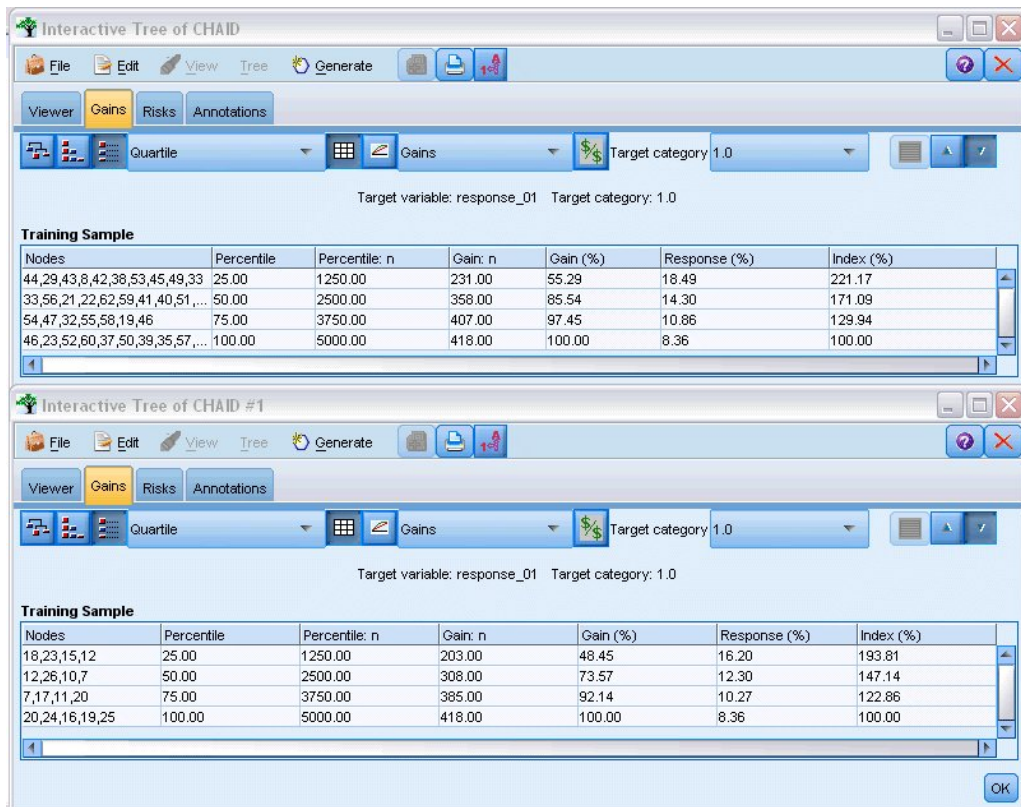 Interactive Tree of CHAID
File Edit View Tree Generate
Viewer Gains Risks Annotations
Quartile Gains Target category 1.0
Target variable: response_01 Target category: 1.0
Training Sample
Nodes Percentile Percentile: n Gain: n Gain (%) Response (%) Index (%)
44,29,43,8,42,38,53,45,49,33 25.00 1250.00 231.00 55.29 18.49 221.17
33,56,21,22,62,59,41,40,51,... 50.00 2500.00 358.00 85.54 14.30 171.09
54,47,32,55,58,19,46 75.00 3750.00 407.00 97.45 10.86 129.94
46,23,52,60,37,50,39,35,57,... 100.00 5000.00 418.00 100.00 8.36 100.00
Interactive Tree of CHAID #1
File Edit View Tree Generate
Viewer Gains Risks Annotations
Quartile Gains Target category 1.0
Target variable: response_01 Target category: 1.0
Training Sample
Nodes Percentile Percentile: n Gain: n Gain (%) Response (%) Index (%)
18,23,15,12 25.00 1250.00 203.00 48.45 16.20 193.81
12,26,10,7 50.00 2500.00 308.00 73.57 12.30 147.14
7,17,11,20 75.00 3750.00 385.00 92.14 10.27 122.86
20,24,16,19,25 100.00 5000.00 418.00 100.00 8.36 100.00
OK